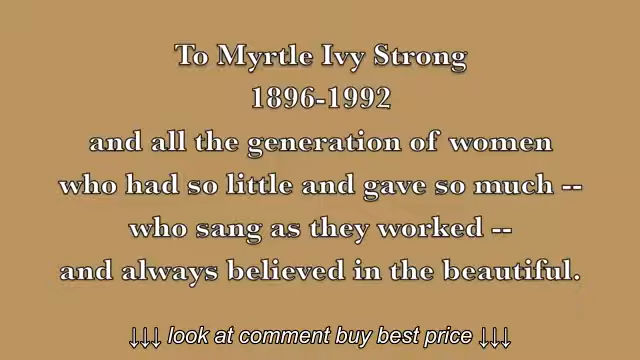 To Myrtle Ivy Strong
1896-1992
and all the generation of women
who had so little and gave so much --
who sang as they worked --
and always believed in the beautiful.
↓↓↓ look at comment buy best price ↓↓↓